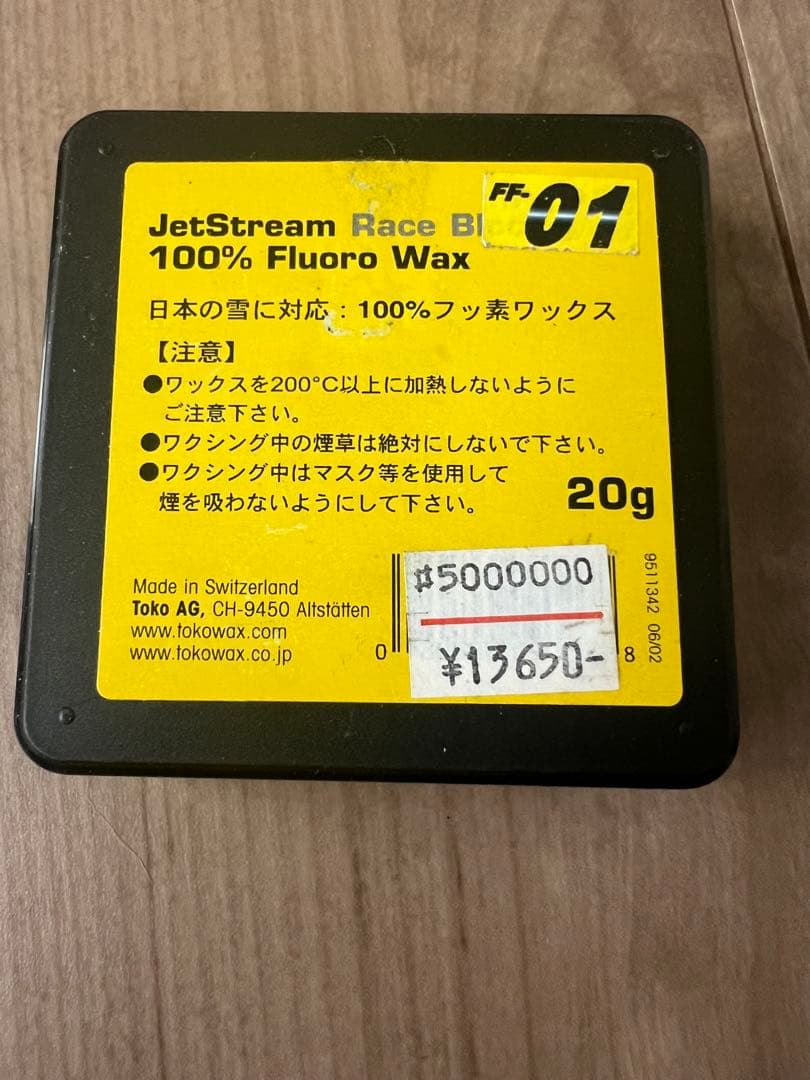 FF-01
JetStream Race
100% Fluoro Wax
日本の雪に対応：100%フッ素ワックス
【注意】
●ワックスを200°C以上に加熱しないように
ご注意下さい。
●ワクシング中の煙草は絶対にしないで下さい。
●ワクシング中はマスク等を使用して
煙を吸わないようにして下さい。
20g
Made in Switzerland
Toko AG, CH-9450 Altstätten
www.tokowax.com
www.tokowax.co.jp
0
8
#5000000
¥13650-
9511342 06/02